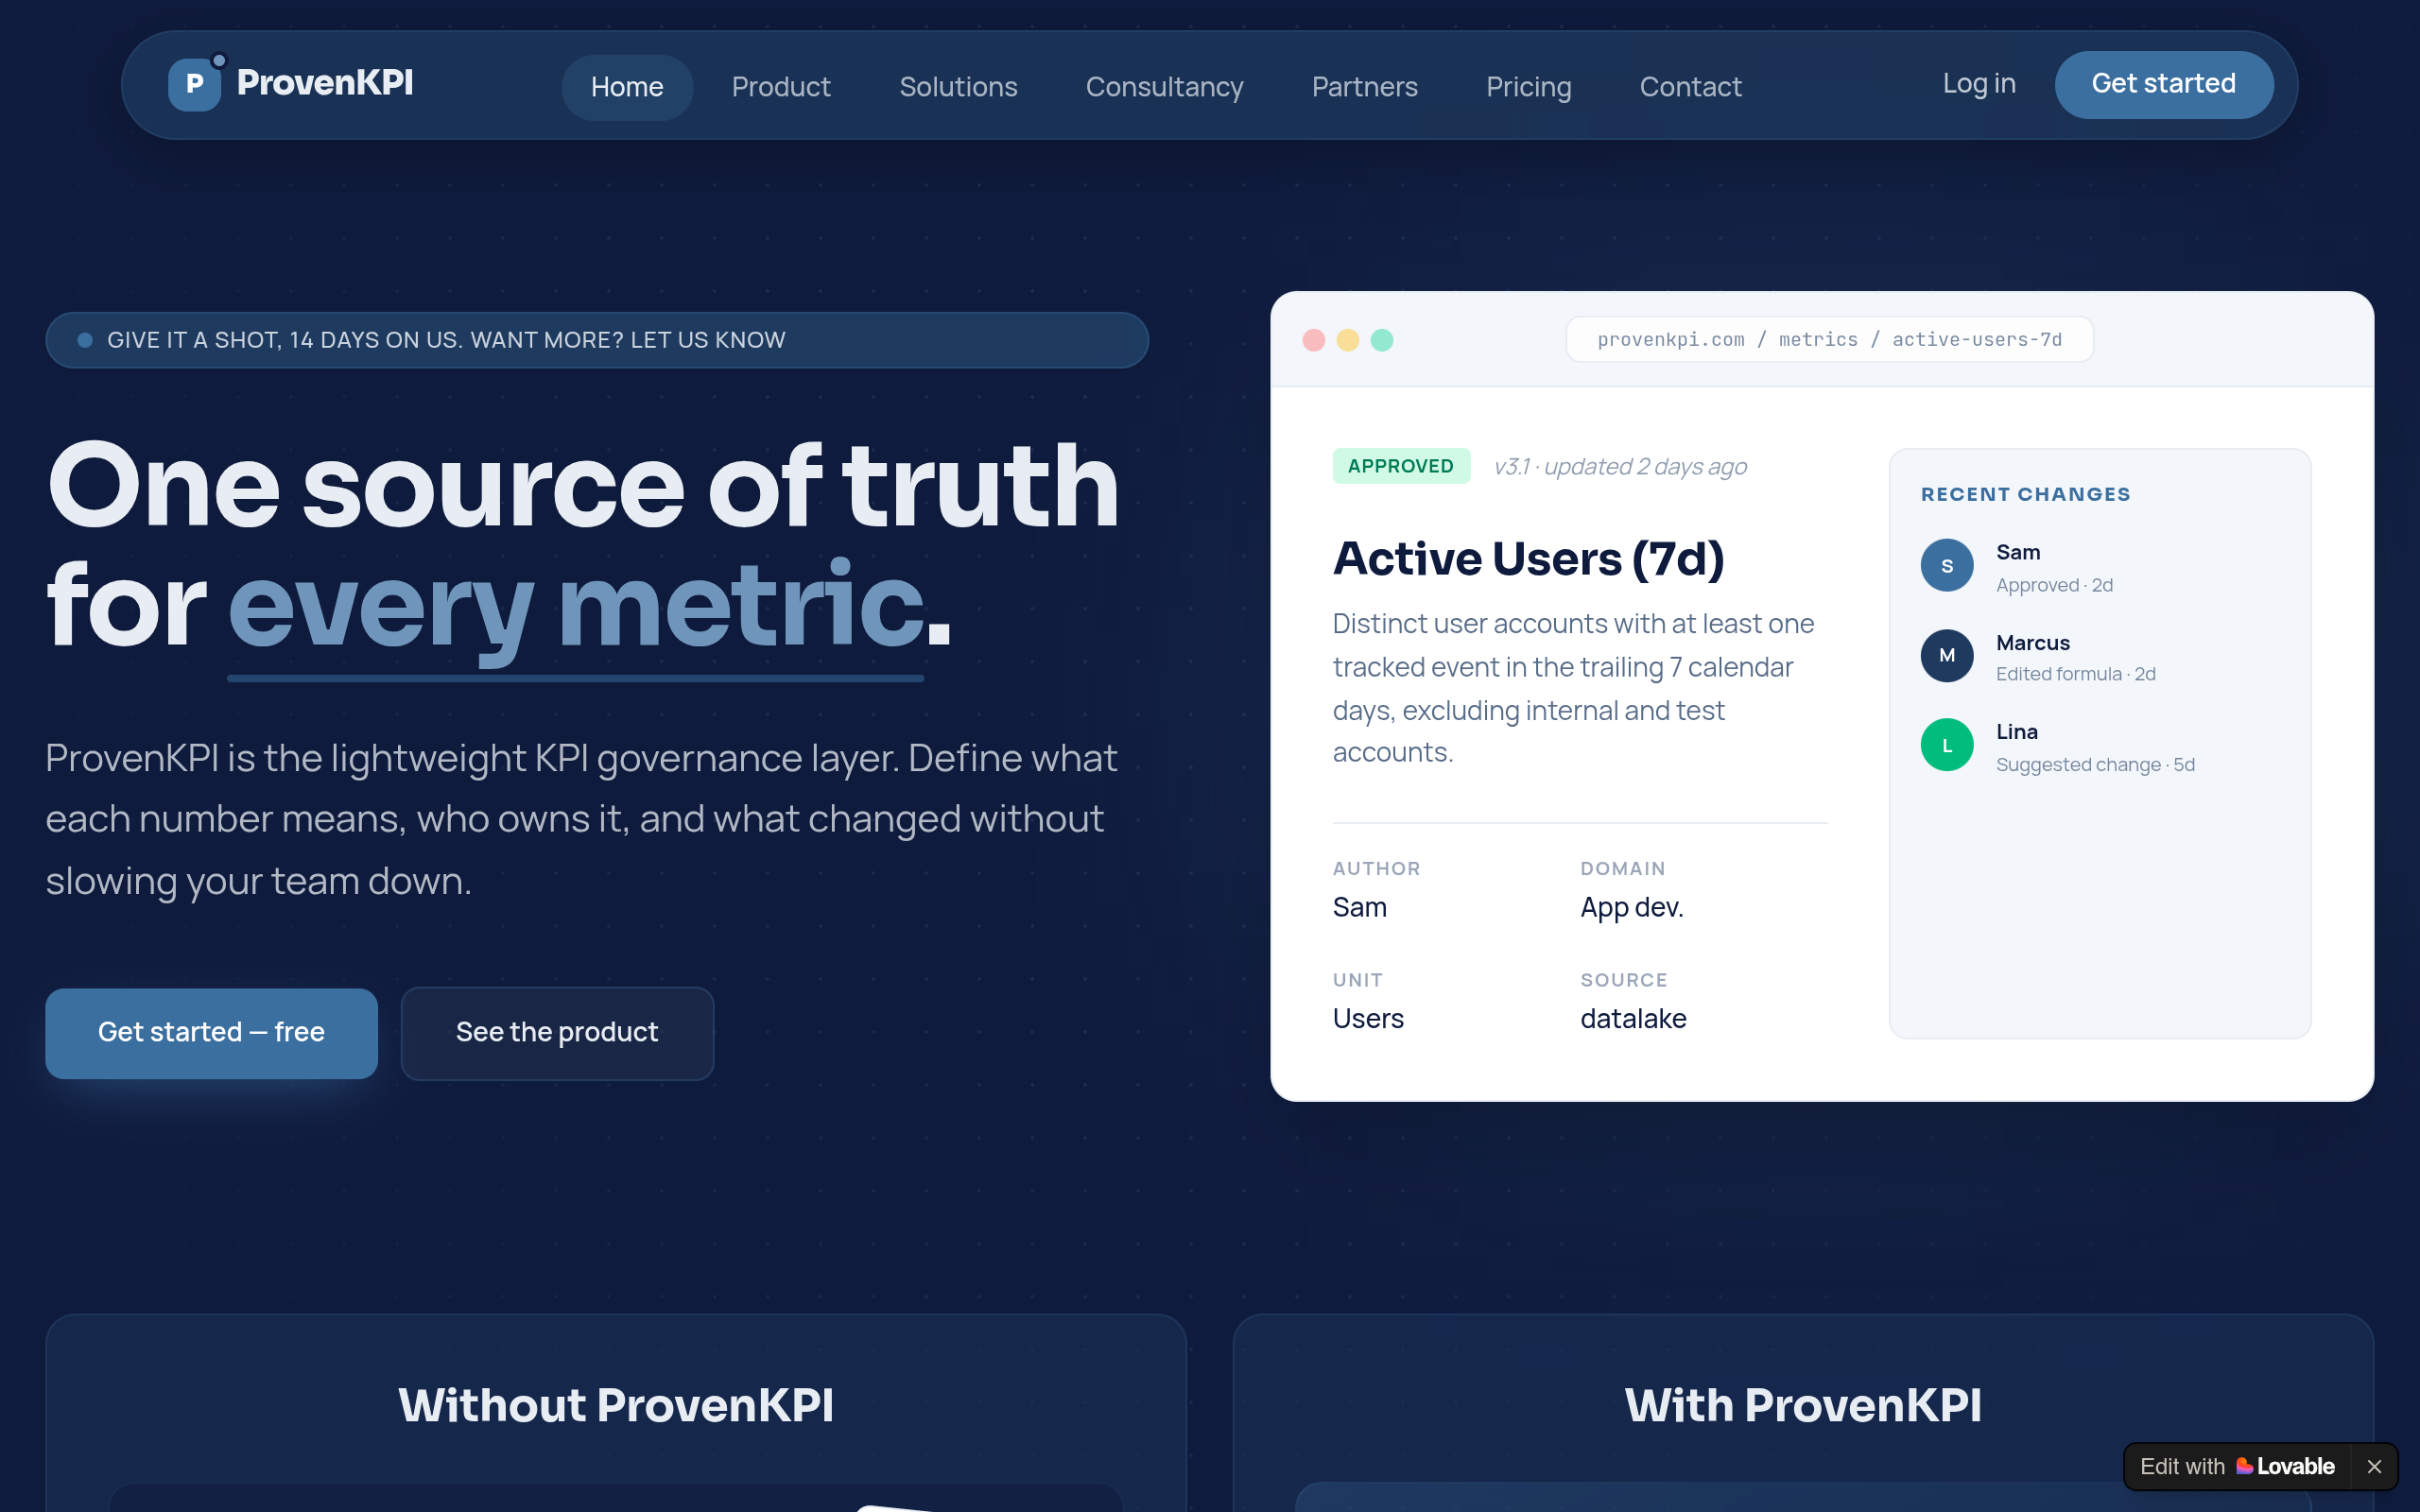 P ProvenKPI
Home Product Solutions Consultancy Partners Pricing Contact
Log in Get started
GIVE IT A SHOT, 14 DAYS ON US. WANT MORE? LET US KNOW
One source of truth
for every metric.
ProvenKPI is the lightweight KPI governance layer. Define what
each number means, who owns it, and what changed without
slowing your team down.
Get started — free See the product
provenkpi.com / metrics / active-users-7d
APPROVED v3.1 · updated 2 days ago
Active Users (7d)
Distinct user accounts with at least one
tracked event in the trailing 7 calendar
days, excluding internal and test
accounts.
AUTHOR DOMAIN
Sam App dev.
UNIT SOURCE
Users datalake
RECENT CHANGES
S Sam
Approved · 2d
M Marcus
Edited formula · 2d
L Lina
Suggested change · 5d
Without ProvenKPI
With ProvenKPI
Edit with Lovable